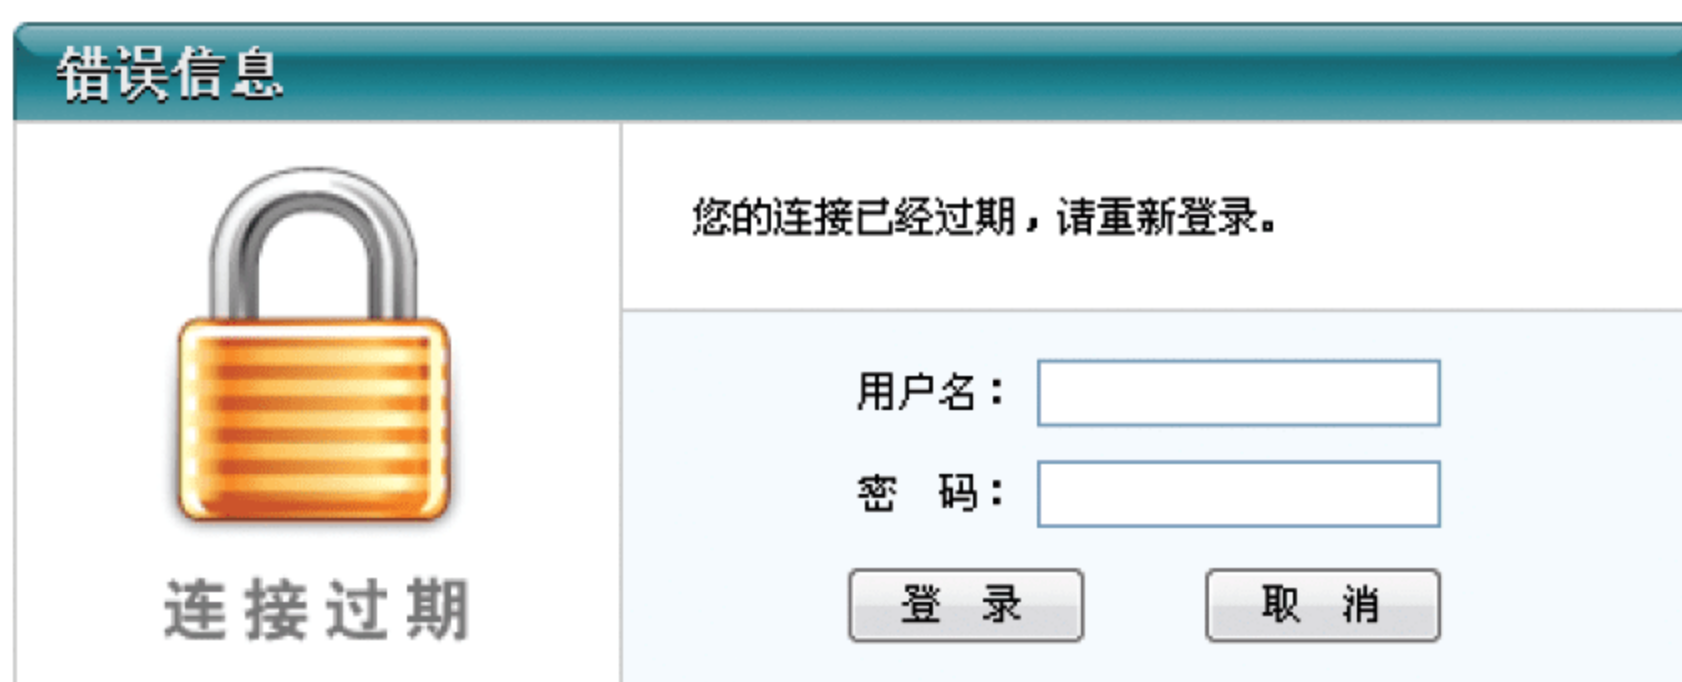 错误信息
您的连接已经过期，请重新登录。
用户名：
密 码：
登 录 取 消
连接过期